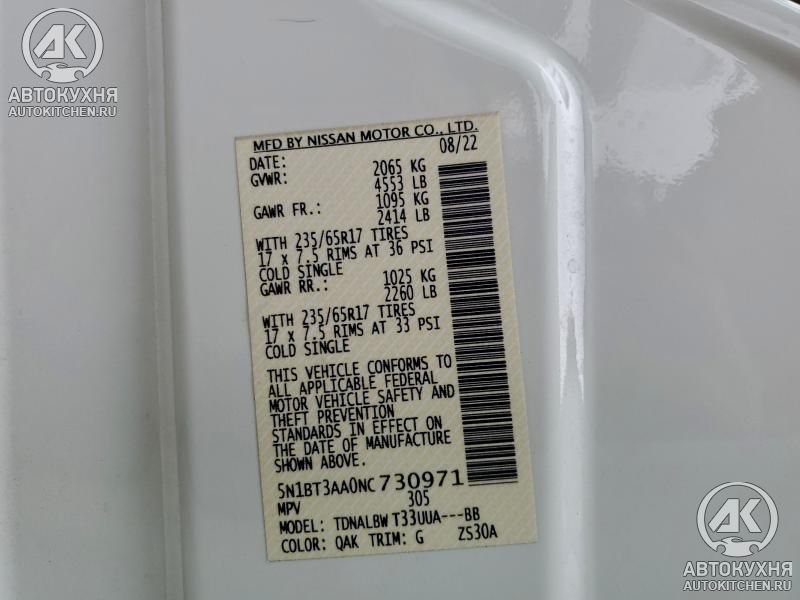 АК
АВТОКУХНЯ
AUTOKITCHEN.RU
MFD BY NISSAN MOTOR CO., LTD.
DATE: 08/22
GVWR: 2065 KG
4553 LB
GAWR FR.: 1095 KG
2414 LB
WITH 235/65R17 TIRES
17 x 7.5 RIMS AT 36 PSI
COLD SINGLE
GAWR RR.: 1025 KG
2260 LB
WITH 235/65R17 TIRES
17 x 7.5 RIMS AT 33 PSI
COLD SINGLE
THIS VEHICLE CONFORMS TO
ALL APPLICABLE FEDERAL
MOTOR VEHICLE SAFETY AND
THEFT PREVENTION
STANDARDS IN EFFECT ON
THE DATE OF MANUFACTURE
SHOWN ABOVE.
5N1BT3AA0NC730971
MPV 305
MODEL: TDNALBW T33UUA---BB
COLOR: QAK TRIM: G ZS30A
АК
АВТОКУХНЯ
AUTOKITCHEN.RU